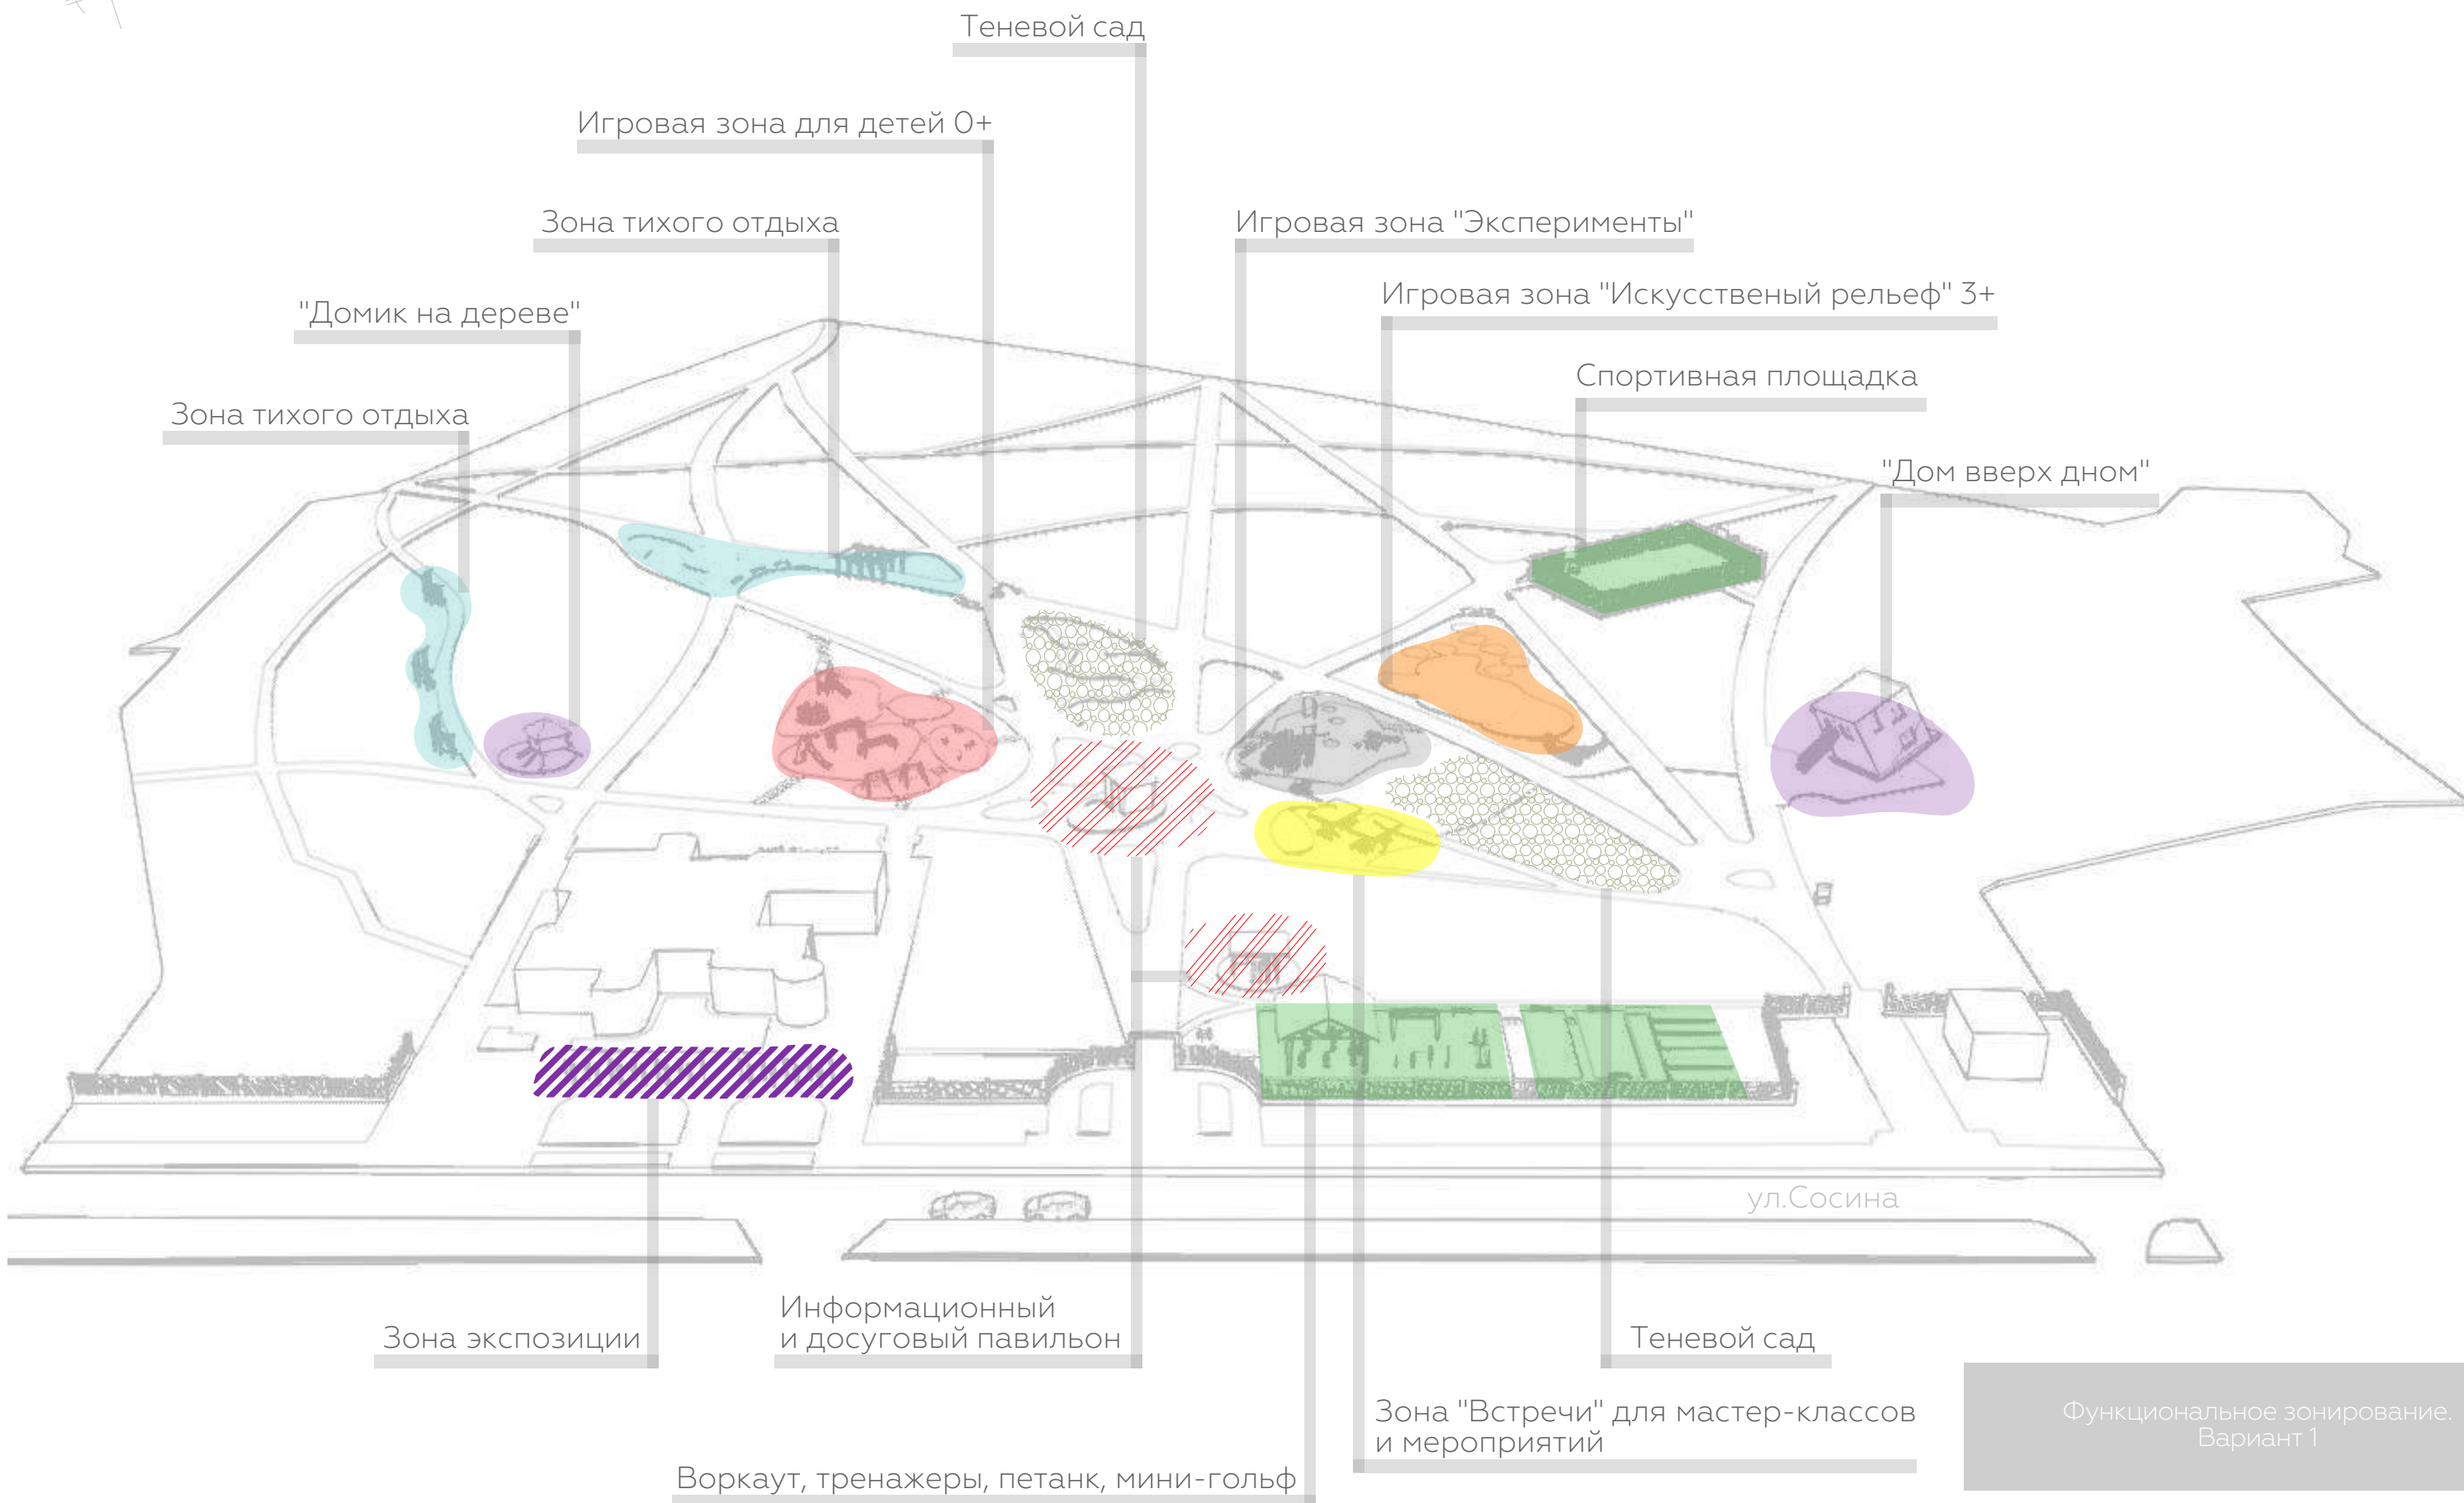 Теневой сад
Игровая зона для детей 0+
Зона тихого отдыха
Игровая зона "Эксперименты"
Игровая зона "Искусственый рельеф" 3+
"Домик на дереве"
Спортивная площадка
Зона тихого отдыха
"Дом вверх дном"
ул.Сосина
Информационный
и досуговый павильон
Зона экспозиции
Теневой сад
Зона "Встречи" для мастер-классов
и мероприятий
Функциональное зонирование.
Вариант 1
Воркаут, тренажеры, петанк, мини-гольф